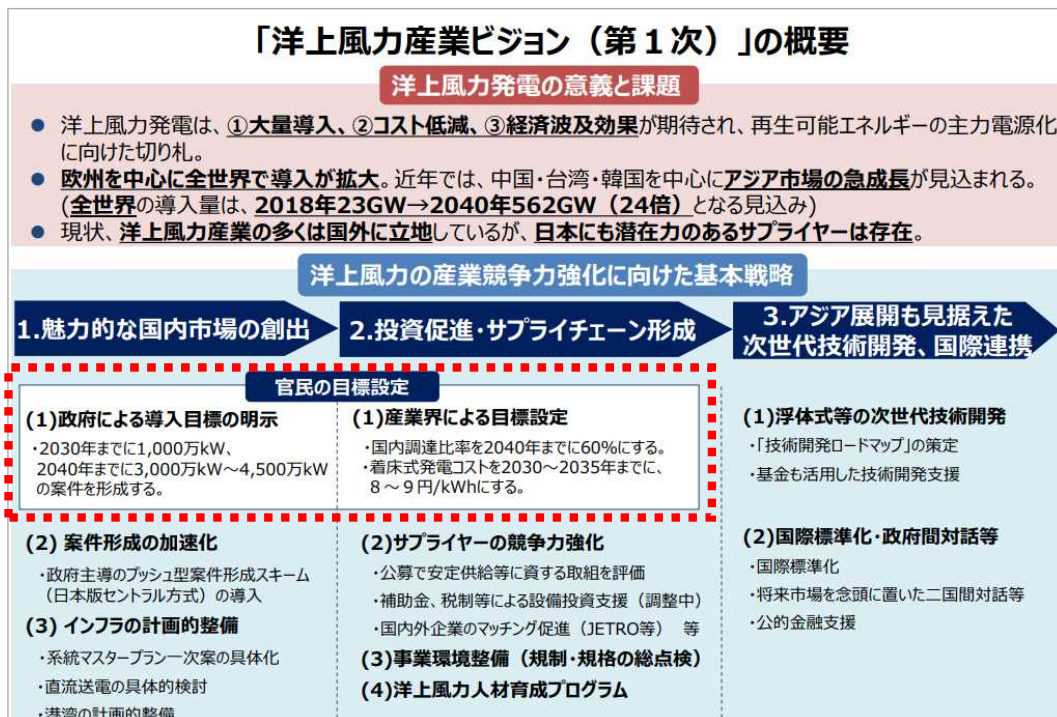 「洋上風力産業ビジョン（第１次）」の概要
洋上風力発電の意義と課題
● 洋上風力発電は、①大量導入、②コスト低減、③経済波及効果が期待され、再生可能エネルギーの主力電源化
に向けた切り札。
● 欧州を中心に全世界で導入が拡大。近年では、中国・台湾・韓国を中心にアジア市場の急成長が見込まれる。
(全世界の導入量は、2018年23GW→2040年562GW（24倍）となる見込み)
● 現状、洋上風力産業の多くは国外に立地しているが、日本にも潜在力のあるサプライヤーは存在。
洋上風力の産業競争力強化に向けた基本戦略
1.魅力的な国内市場の創出
2.投資促進・サプライチェーン形成
3.アジア展開も見据えた
次世代技術開発、国際連携
官民の目標設定
(1)政府による導入目標の明示
・2030年までに1,000万kW、
2040年までに3,000万kW～4,500万kW
の案件を形成する。
(2) 案件形成の加速化
・政府主導のプッシュ型案件形成スキーム
（日本版セントラル方式）の導入
(3) インフラの計画的整備
・系統マスタープラン一次案の具体化
・直流送電の具体的検討
・港湾の計画的整備
(1)産業界による目標設定
・国内調達比率を2040年までに60%にする。
・着床式発電コストを2030～2035年までに、
８～９円/kWhにする。
(2)サプライヤーの競争力強化
・公募で安定供給等に資する取組を評価
・補助金、税制等による設備投資支援（調整中）
・国内外企業のマッチング促進（JETRO等） 等
(3)事業環境整備（規制・規格の総点検）
(4)洋上風力人材育成プログラム
(1)浮体式等の次世代技術開発
・「技術開発ロードマップ」の策定
・基金も活用した技術開発支援
(2)国際標準化・政府間対話等
・国際標準化
・将来市場を念頭に置いた二国間対話等
・公的金融支援